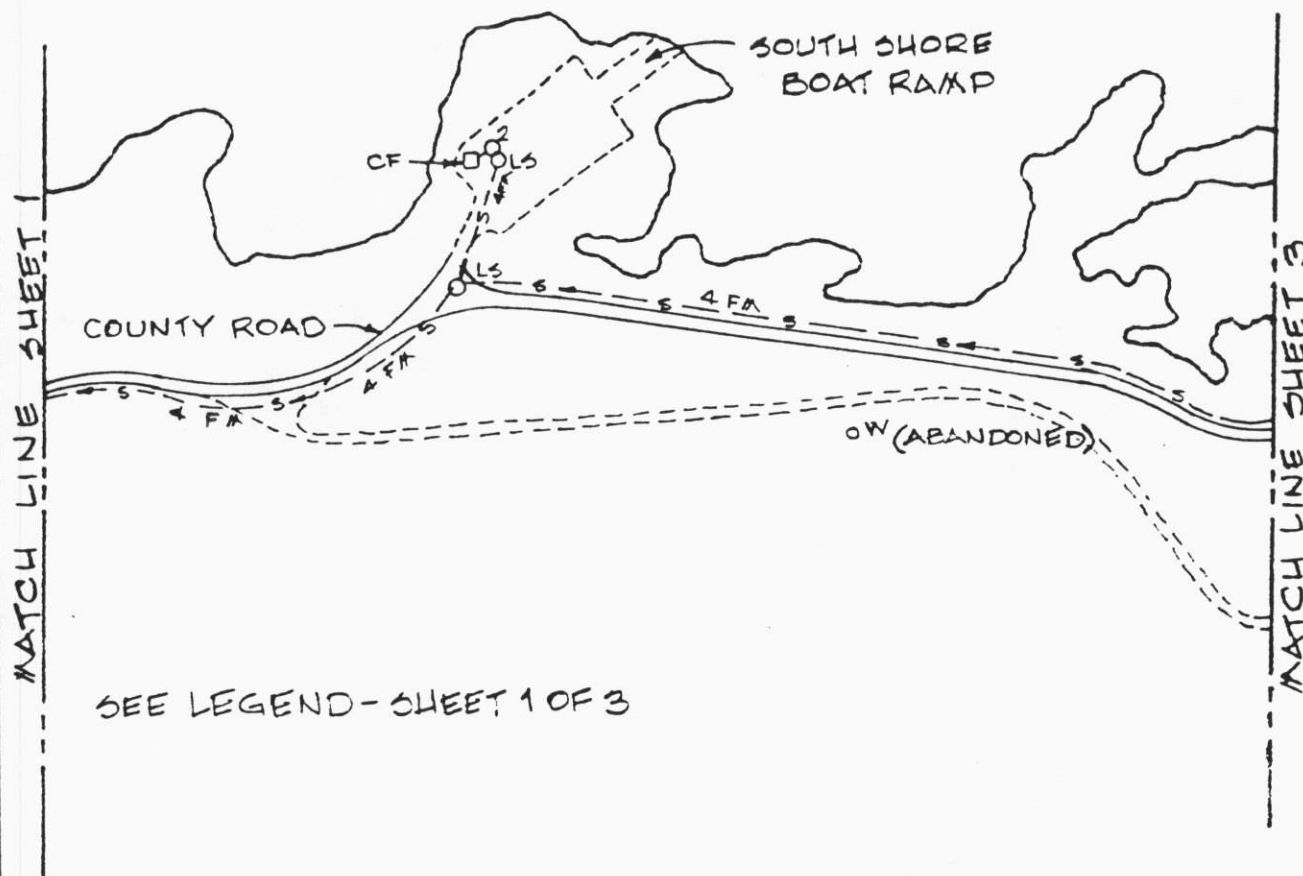 SOUTH SHORE
BOAT RAMP
2
CF
LS
S
LS
S
4 FM
S
S
COUNTY ROAD
S
S
S
4 FM
S
S
S
FM
OW (ABANDONED)
MATCH LINE SHEET 1
MATCH LINE SHEET 3
SEE LEGEND - SHEET 1 OF 3